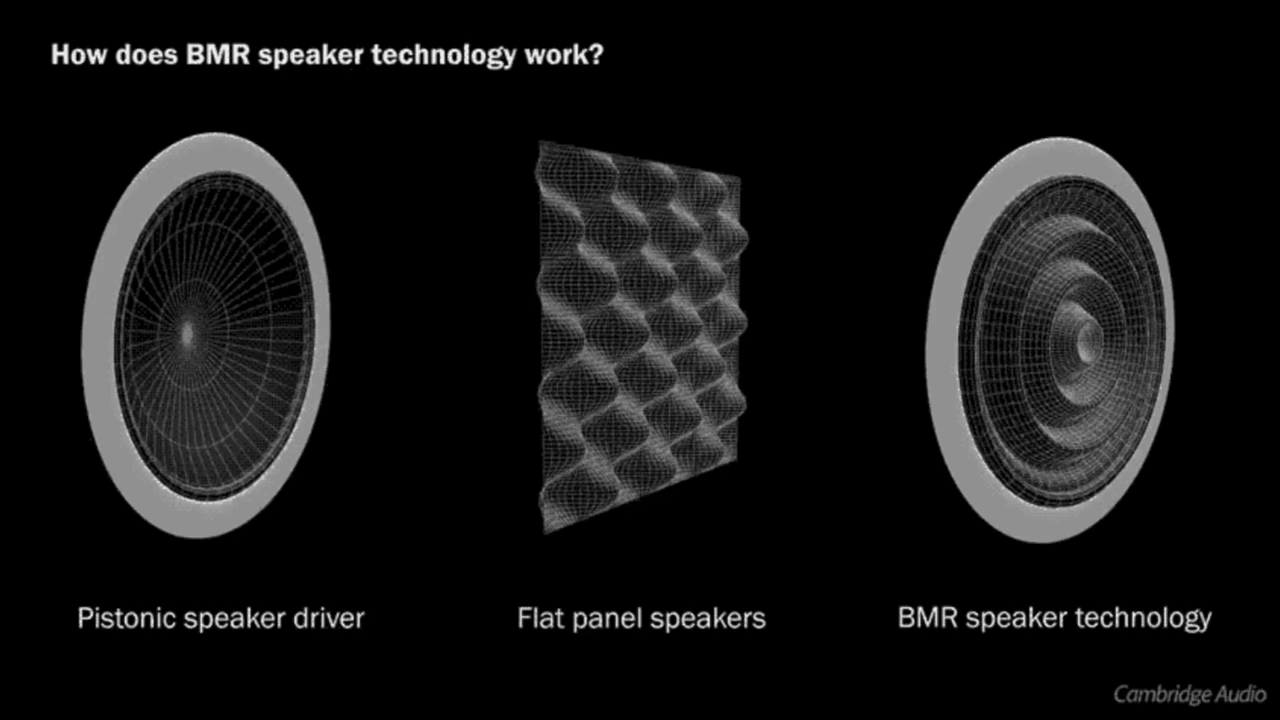 How does BMR speaker technology work?
Pistonic speaker driver
Flat panel speakers
BMR speaker technology
Cambridge Audio